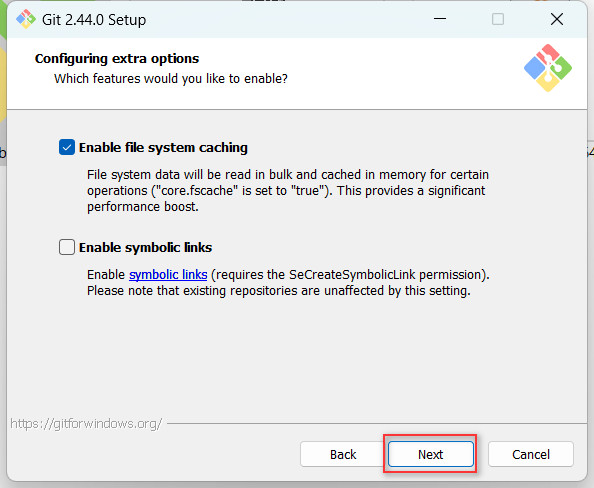 Git 2.44.0 Setup
Configuring extra options
Which features would you like to enable?
Enable file system caching
File system data will be read in bulk and cached in memory for certain
operations ("core.fscache" is set to "true"). This provides a significant
performance boost.
Enable symbolic links
Enable symbolic links (requires the SeCreateSymbolicLink permission).
Please note that existing repositories are unaffected by this setting.
https://gitforwindows.org/
Back Next Cancel